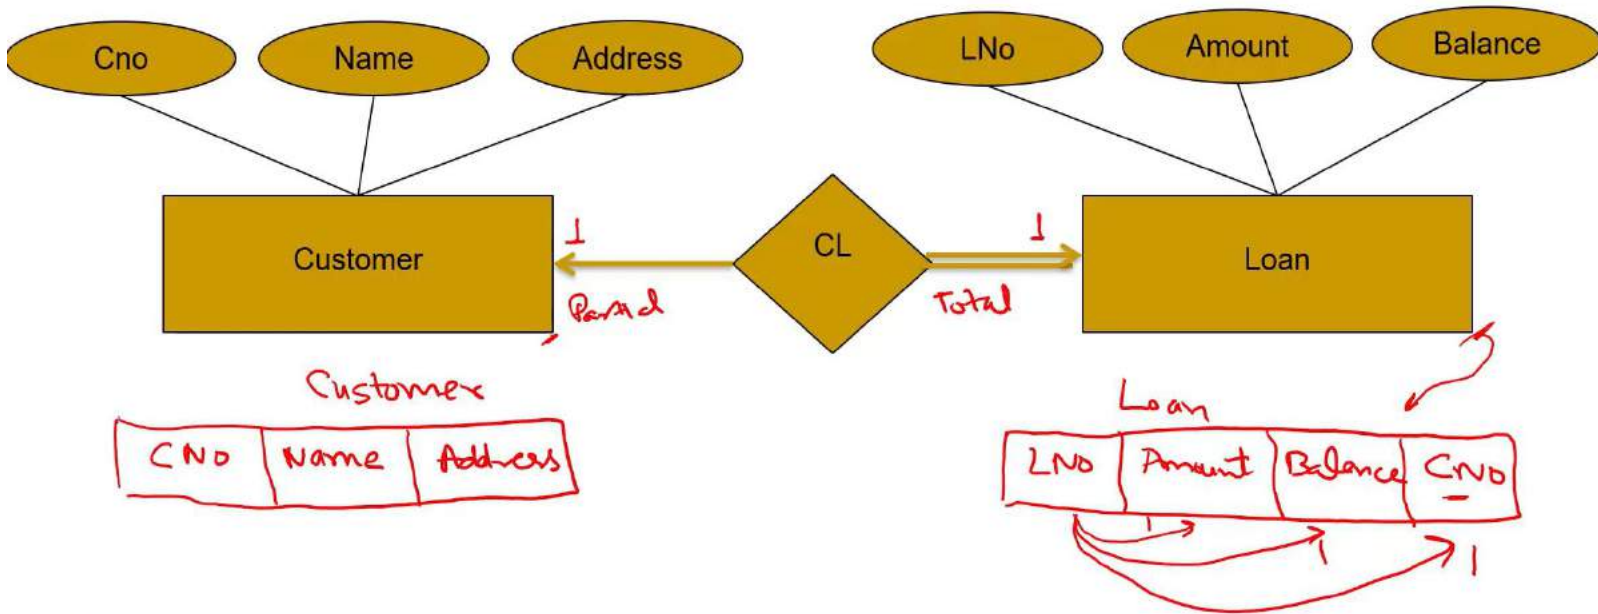 Cno Name Address LNo Amount Balance
Customer 1 CL 1 Loan
Total
Customer
Loan
CNo Name Address
LNo Amount Balance CNo
1 1 1